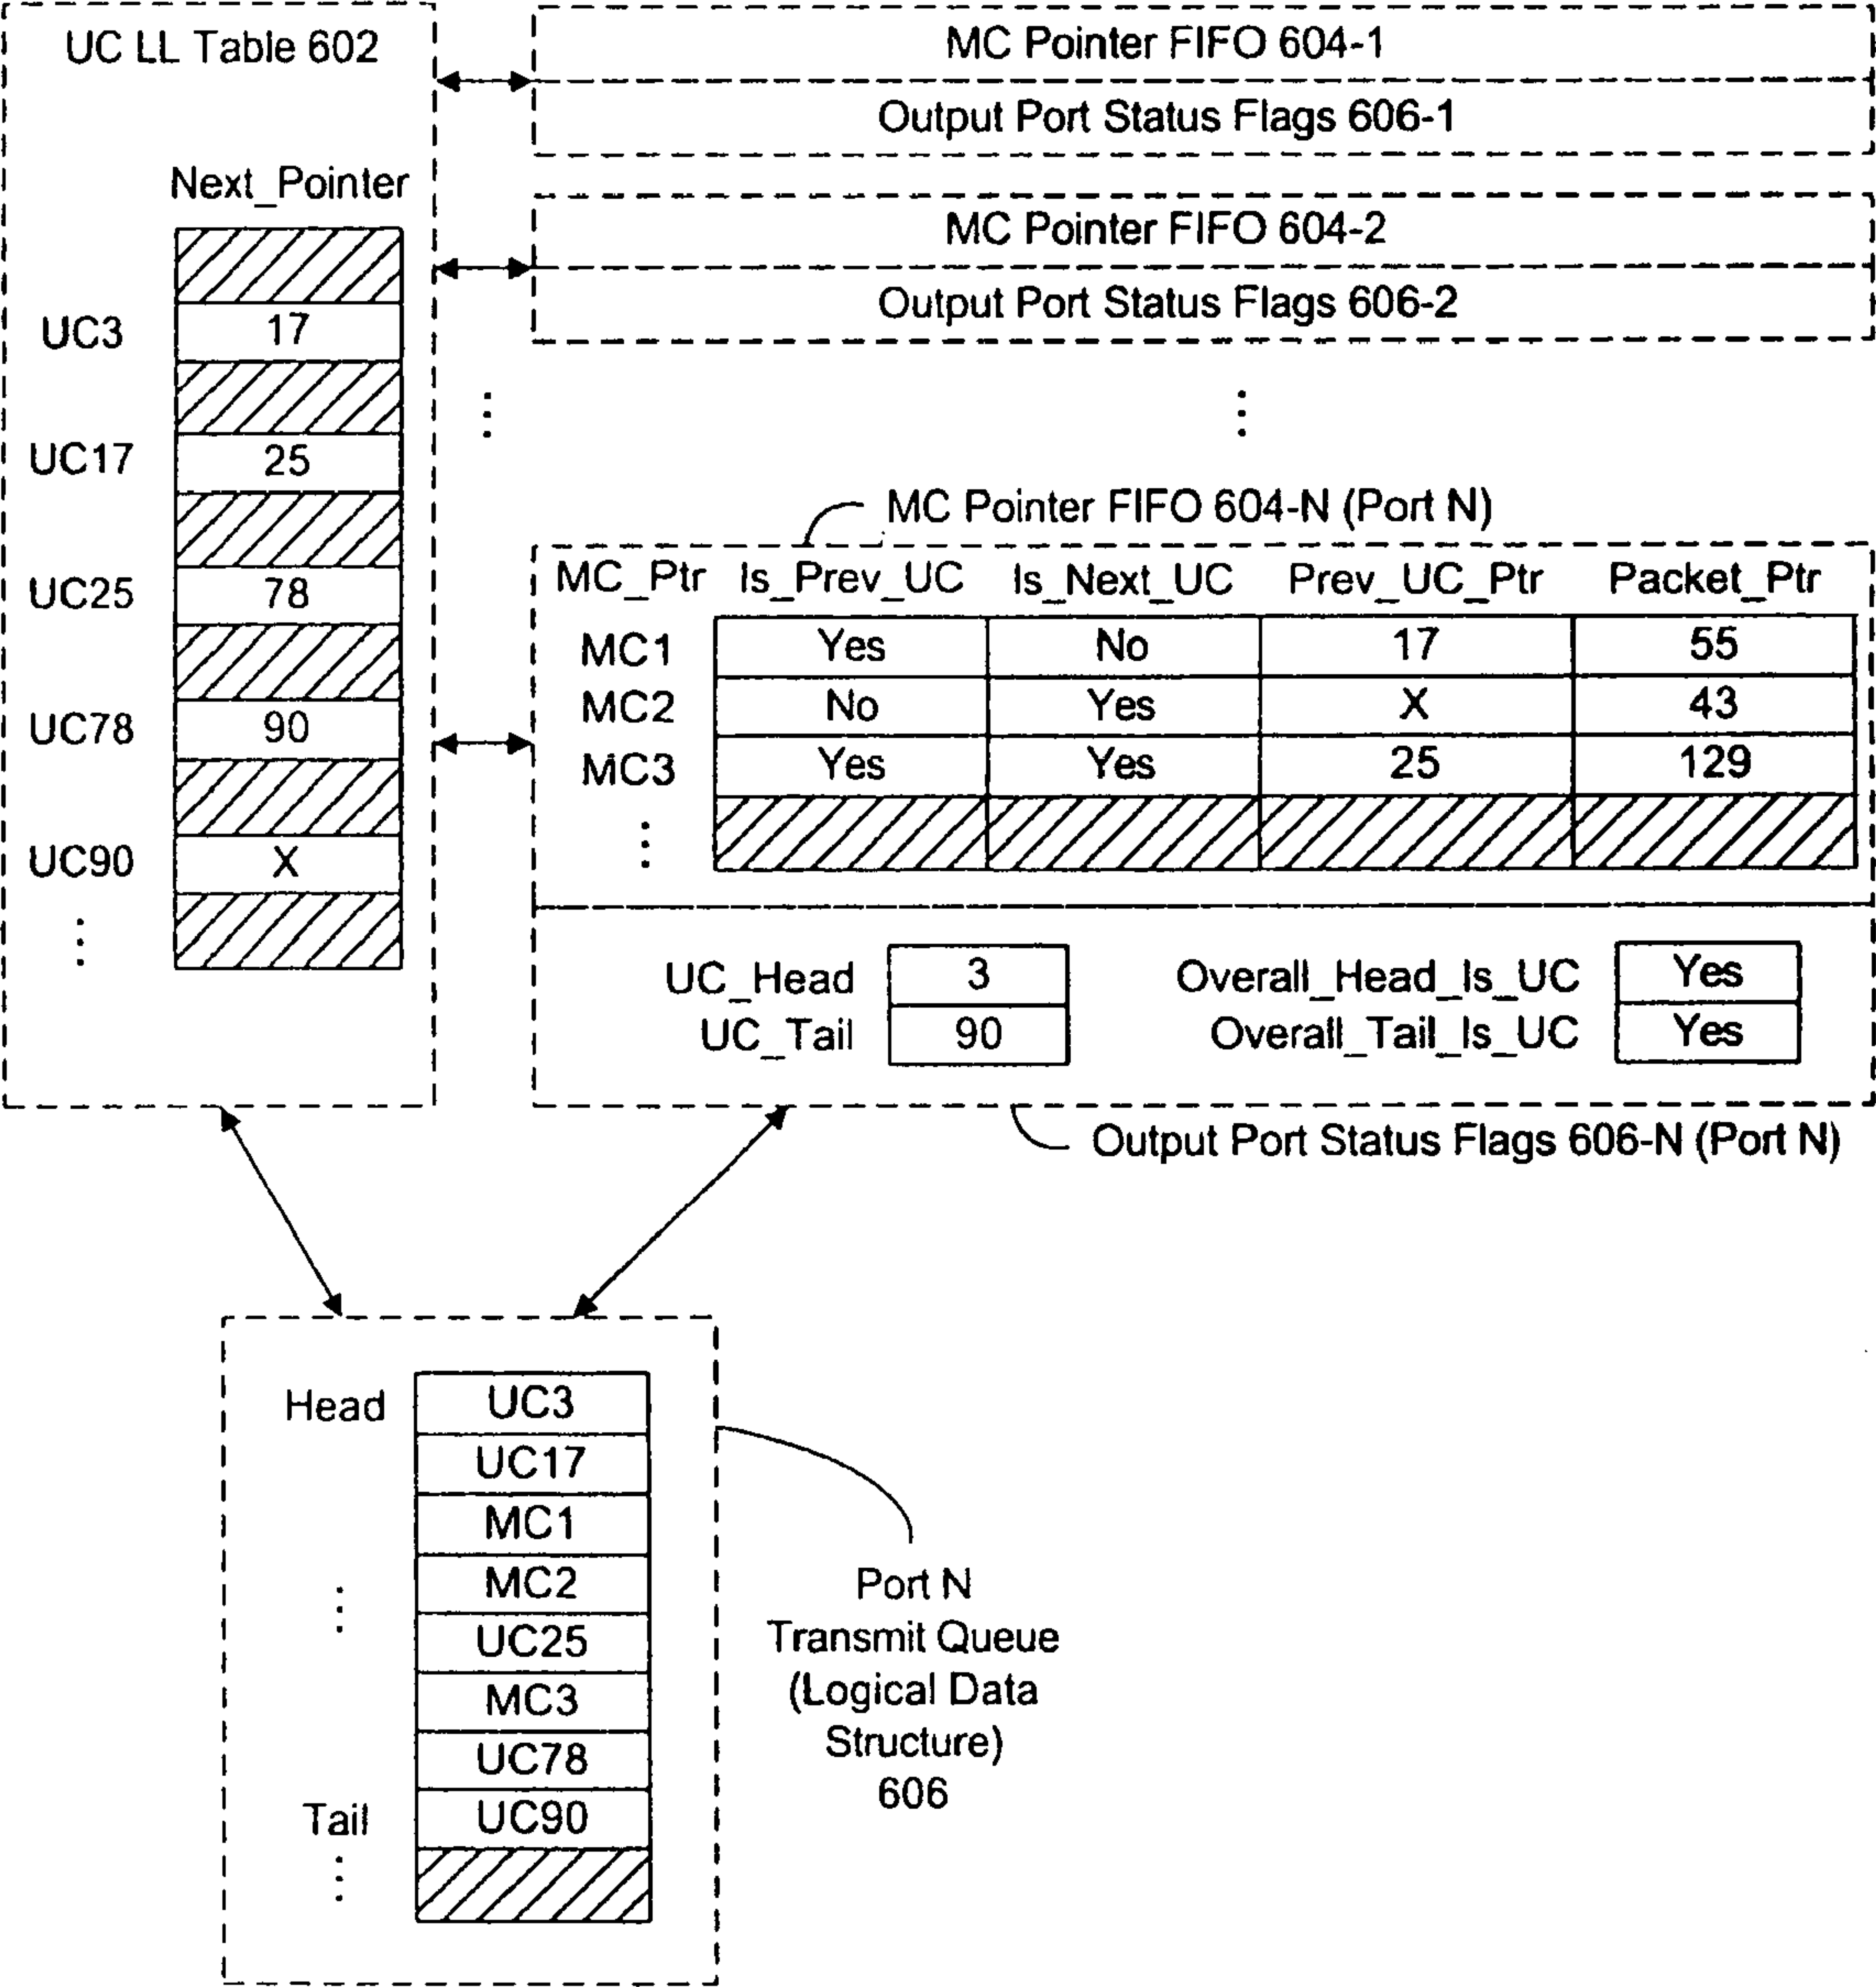 UC LL Table 602
Next_Pointer
UC3 17
UC17 25
UC25 78
UC78 90
UC90 X
⋮
MC Pointer FIFO 604-1
Output Port Status Flags 606-1
MC Pointer FIFO 604-2
Output Port Status Flags 606-2
⋮ ⋮
MC Pointer FIFO 604-N (Port N)
MC_Ptr Is_Prev_UC Is_Next_UC Prev_UC_Ptr Packet_Ptr
MC1 Yes No 17 55
MC2 No Yes X 43
MC3 Yes Yes 25 129
⋮
UC_Head 3 Overall_Head_Is_UC Yes
UC_Tail 90 Overall_Tail_Is_UC Yes
Output Port Status Flags 606-N (Port N)
Head UC3
UC17
MC1
MC2
⋮
UC25
MC3
UC78
Tail UC90
⋮
Port N
Transmit Queue
(Logical Data
Structure)
606